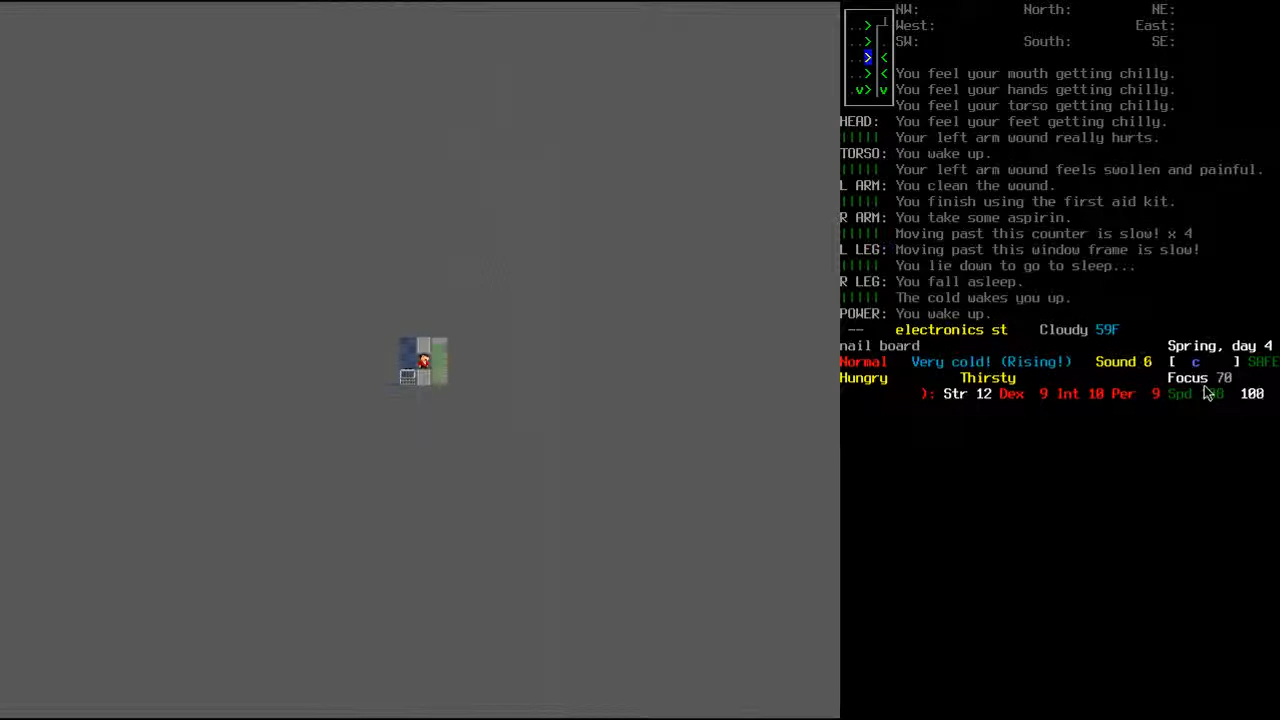 NW: North: NE:
West: East:
SW: South: SE:
..> ┌┴
..> │.
..> │<
..> │<
.v> │v
You feel your mouth getting chilly.
You feel your hands getting chilly.
You feel your torso getting chilly.
HEAD: You feel your feet getting chilly.
||||| Your left arm wound really hurts.
TORSO: You wake up.
||||| Your left arm wound feels swollen and painful.
L ARM: You clean the wound.
||||| You finish using the first aid kit.
R ARM: You take some aspirin.
||||| Moving past this counter is slow! x 4
L LEG: Moving past this window frame is slow!
||||| You lie down to go to sleep...
R LEG: You fall asleep.
||||| The cold wakes you up.
POWER: You wake up.
-- electronics st Cloudy 59F
nail board Spring, day 4
Normal Very cold! (Rising!) Sound 6 [ c ] SAFE
Hungry Thirsty Focus 70
): Str 12 Dex 9 Int 10 Per 9 Spd 100